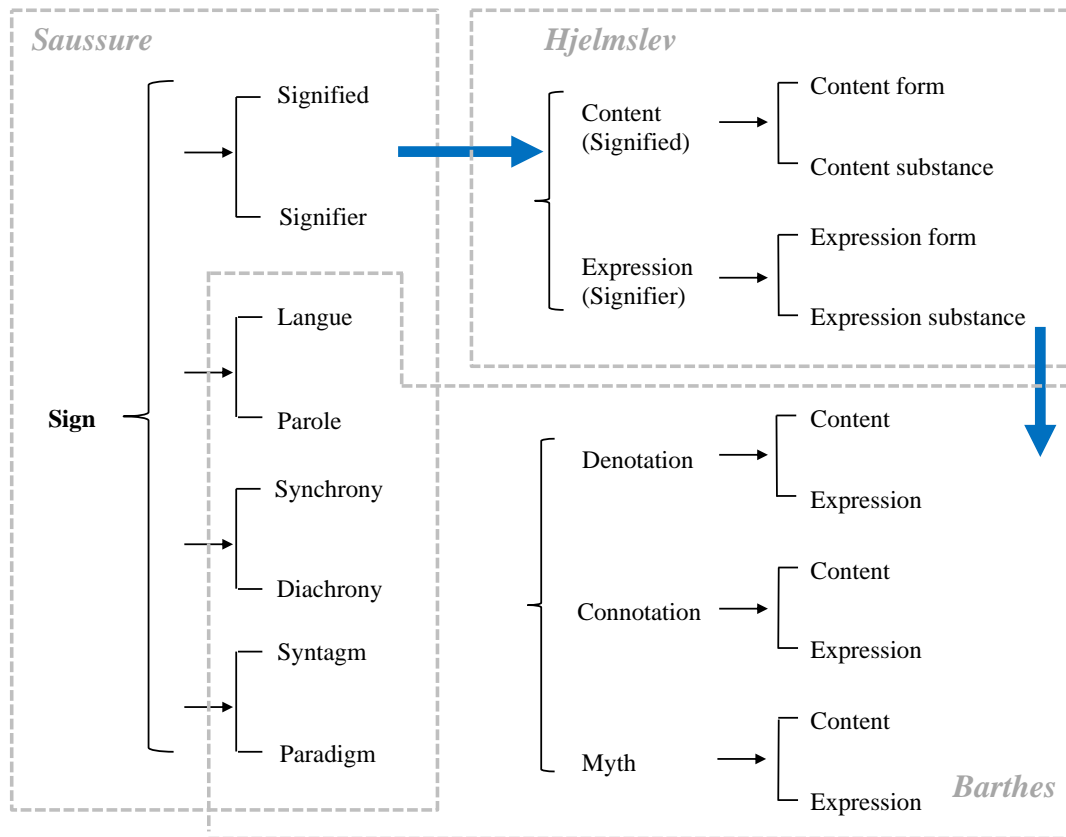 Saussure
Sign
Signified
Signifier
Langue
Parole
Synchrony
Diachrony
Syntagm
Paradigm
Hjelmslev
Content
(Signified)
Content form
Content substance
Expression
(Signifier)
Expression form
Expression substance
Denotation
Content
Expression
Connotation
Content
Expression
Myth
Content
Expression
Barthes